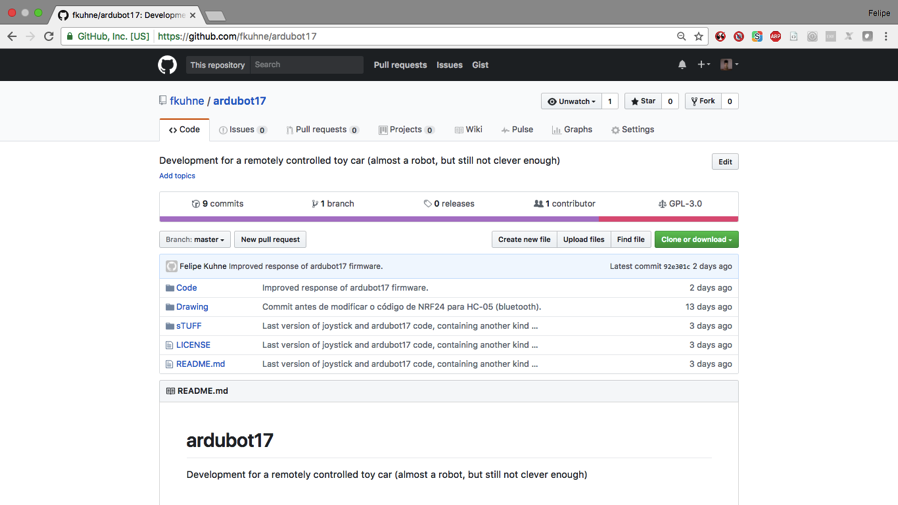 fkuhne/ardubot17: Developme
Felipe
GitHub, Inc. [US] https://github.com/fkuhne/ardubot17
This repository Search Pull requests Issues Gist
fkuhne / ardubot17
Unwatch 1 Star 0 Fork 0
Code Issues 0 Pull requests 0 Projects 0 Wiki Pulse Graphs Settings
Development for a remotely controlled toy car (almost a robot, but still not clever enough)
Edit
Add topics
9 commits 1 branch 0 releases 1 contributor GPL-3.0
Branch: master New pull request Create new file Upload files Find file Clone or download
Felipe Kuhne Improved response of ardubot17 firmware. Latest commit 92e301c 2 days ago
Code Improved response of ardubot17 firmware. 2 days ago
Drawing Commit antes de modificar o código de NRF24 para HC-05 (bluetooth). 13 days ago
sTUFF Last version of joystick and ardubot17 code, containing another kind ... 3 days ago
LICENSE Last version of joystick and ardubot17 code, containing another kind ... 3 days ago
README.md Last version of joystick and ardubot17 code, containing another kind ... 3 days ago
README.md
ardubot17
Development for a remotely controlled toy car (almost a robot, but still not clever enough)